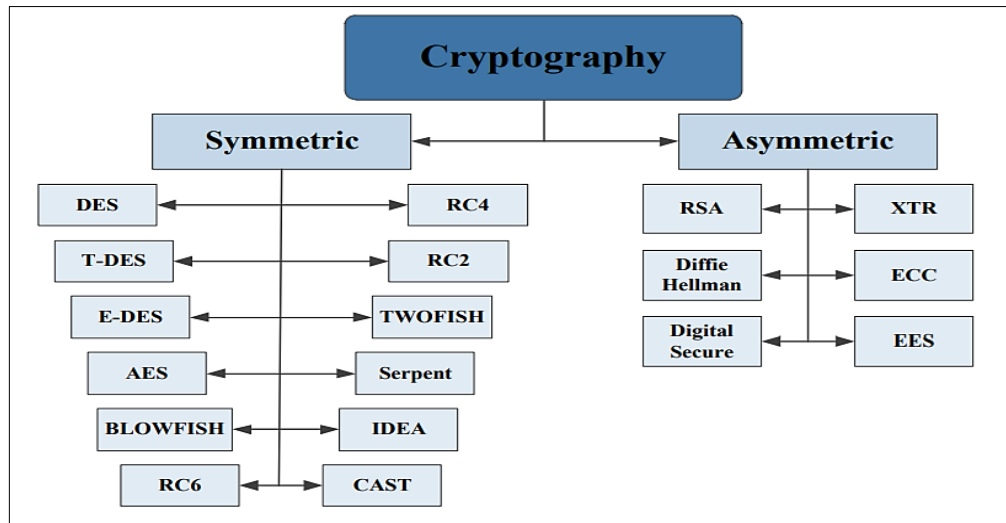 Cryptography
Symmetric
Asymmetric
DES
RC4
T-DES
RC2
E-DES
TWOFISH
AES
Serpent
BLOWFISH
IDEA
RC6
CAST
RSA
XTR
Diffie
Hellman
ECC
Digital
Secure
EES